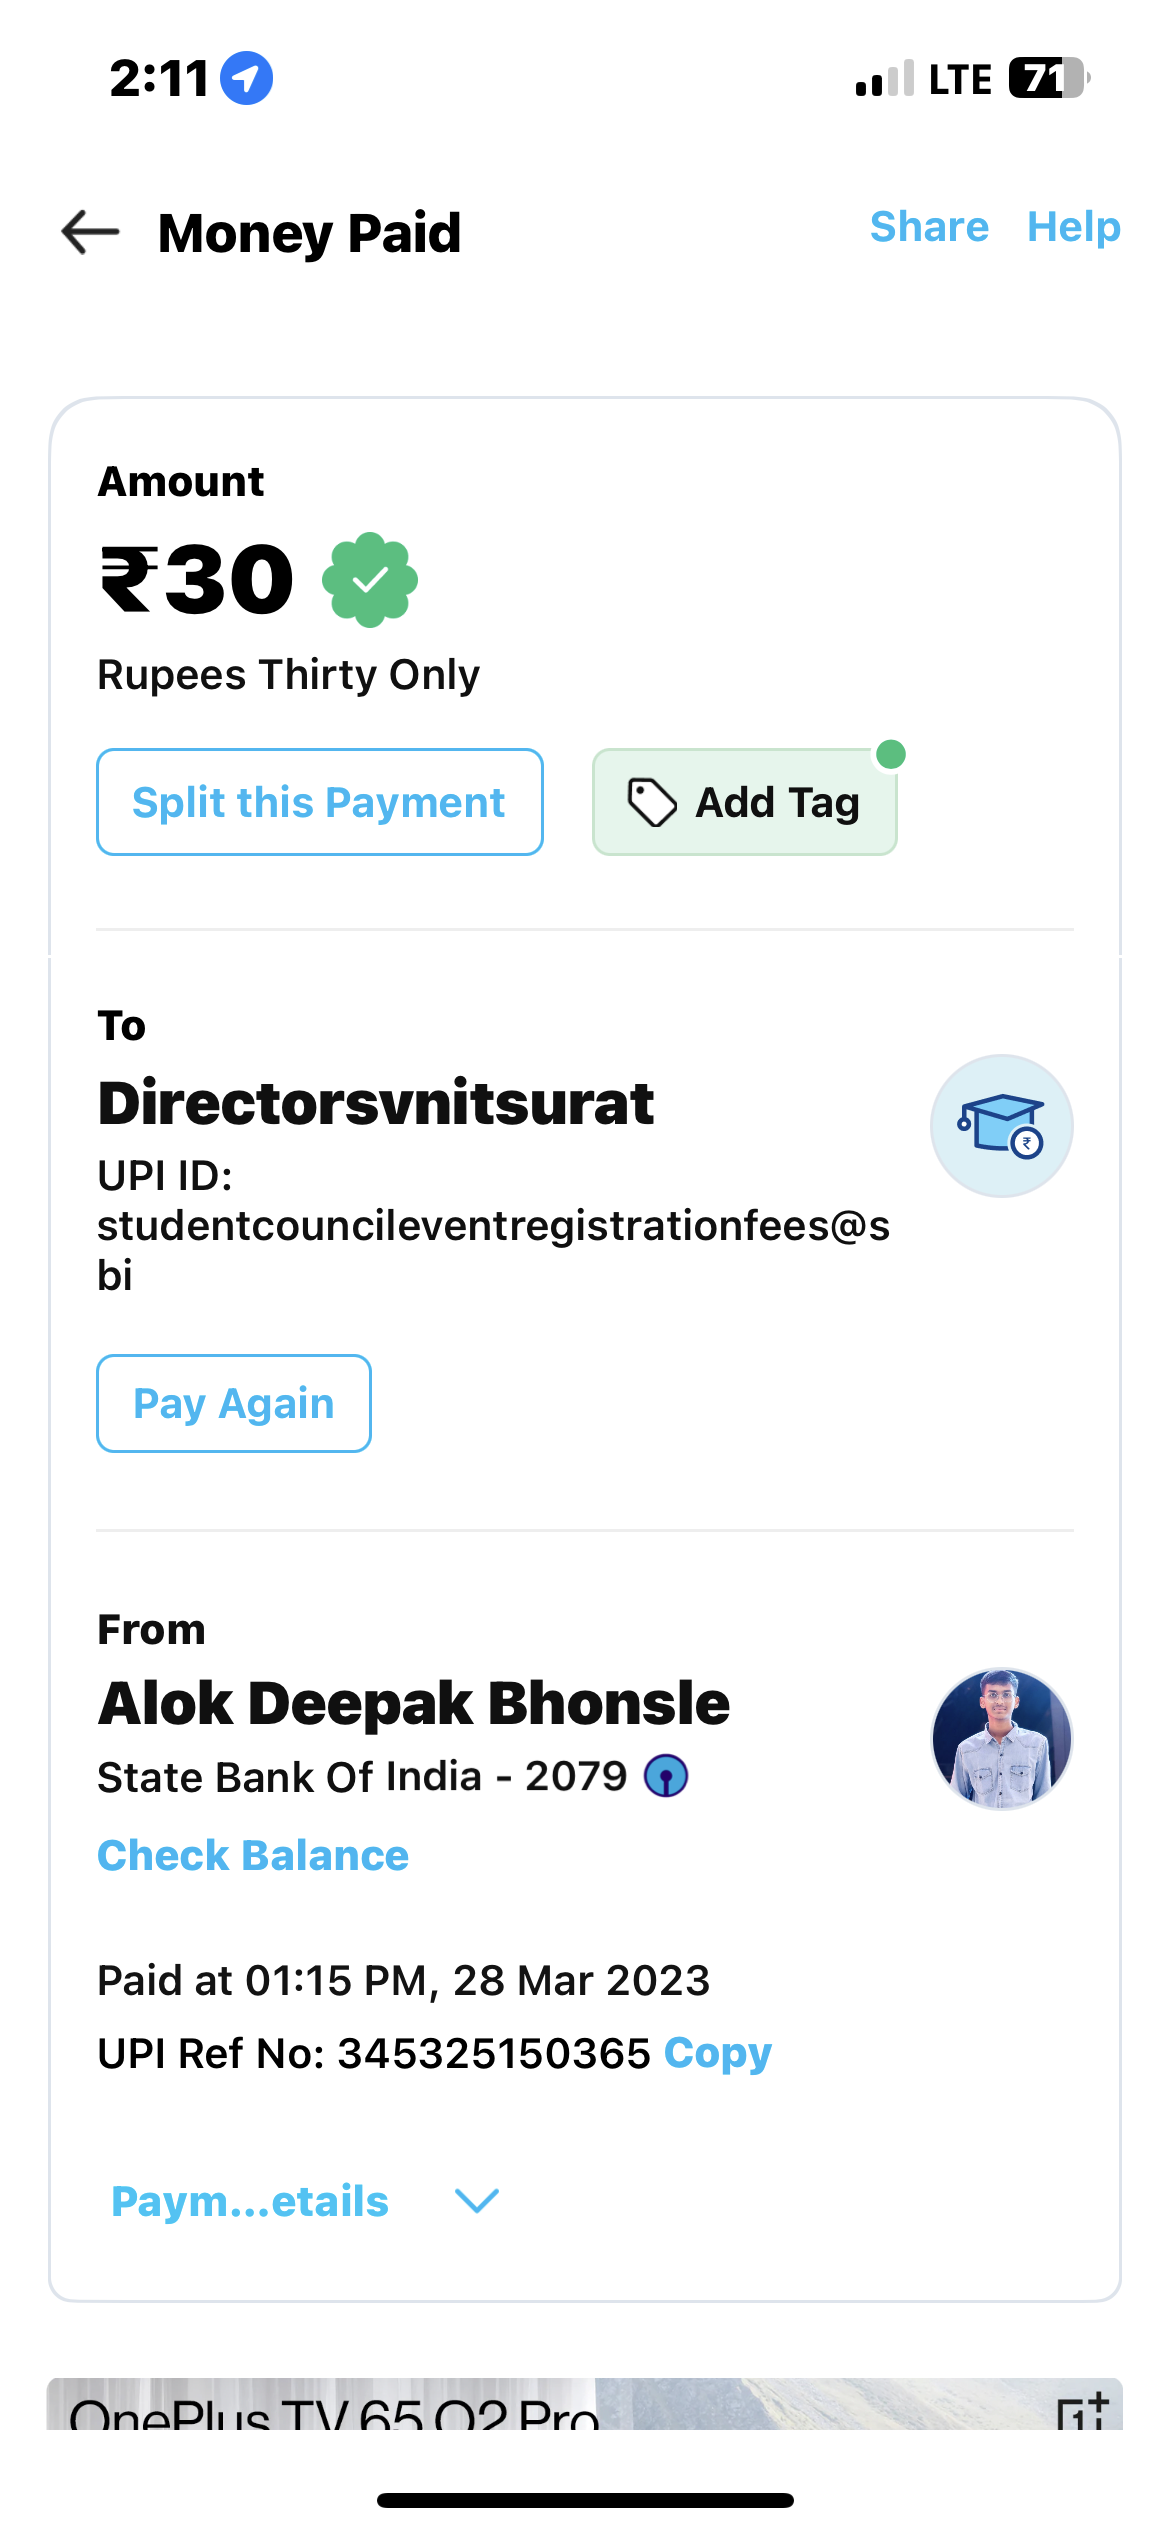 2:11 LTE 71
Money Paid Share Help
Amount
₹30
Rupees Thirty Only
Split this Payment Add Tag
To
Directorsvnitsurat
UPI ID:
studentcouncileventregistrationfees@s
bi
Pay Again
From
Alok Deepak Bhonsle
State Bank Of India - 2079
Check Balance
Paid at 01:15 PM, 28 Mar 2023
UPI Ref No: 345325150365 Copy
Paym...etails
OnePlus TV 65 Q2 Pro